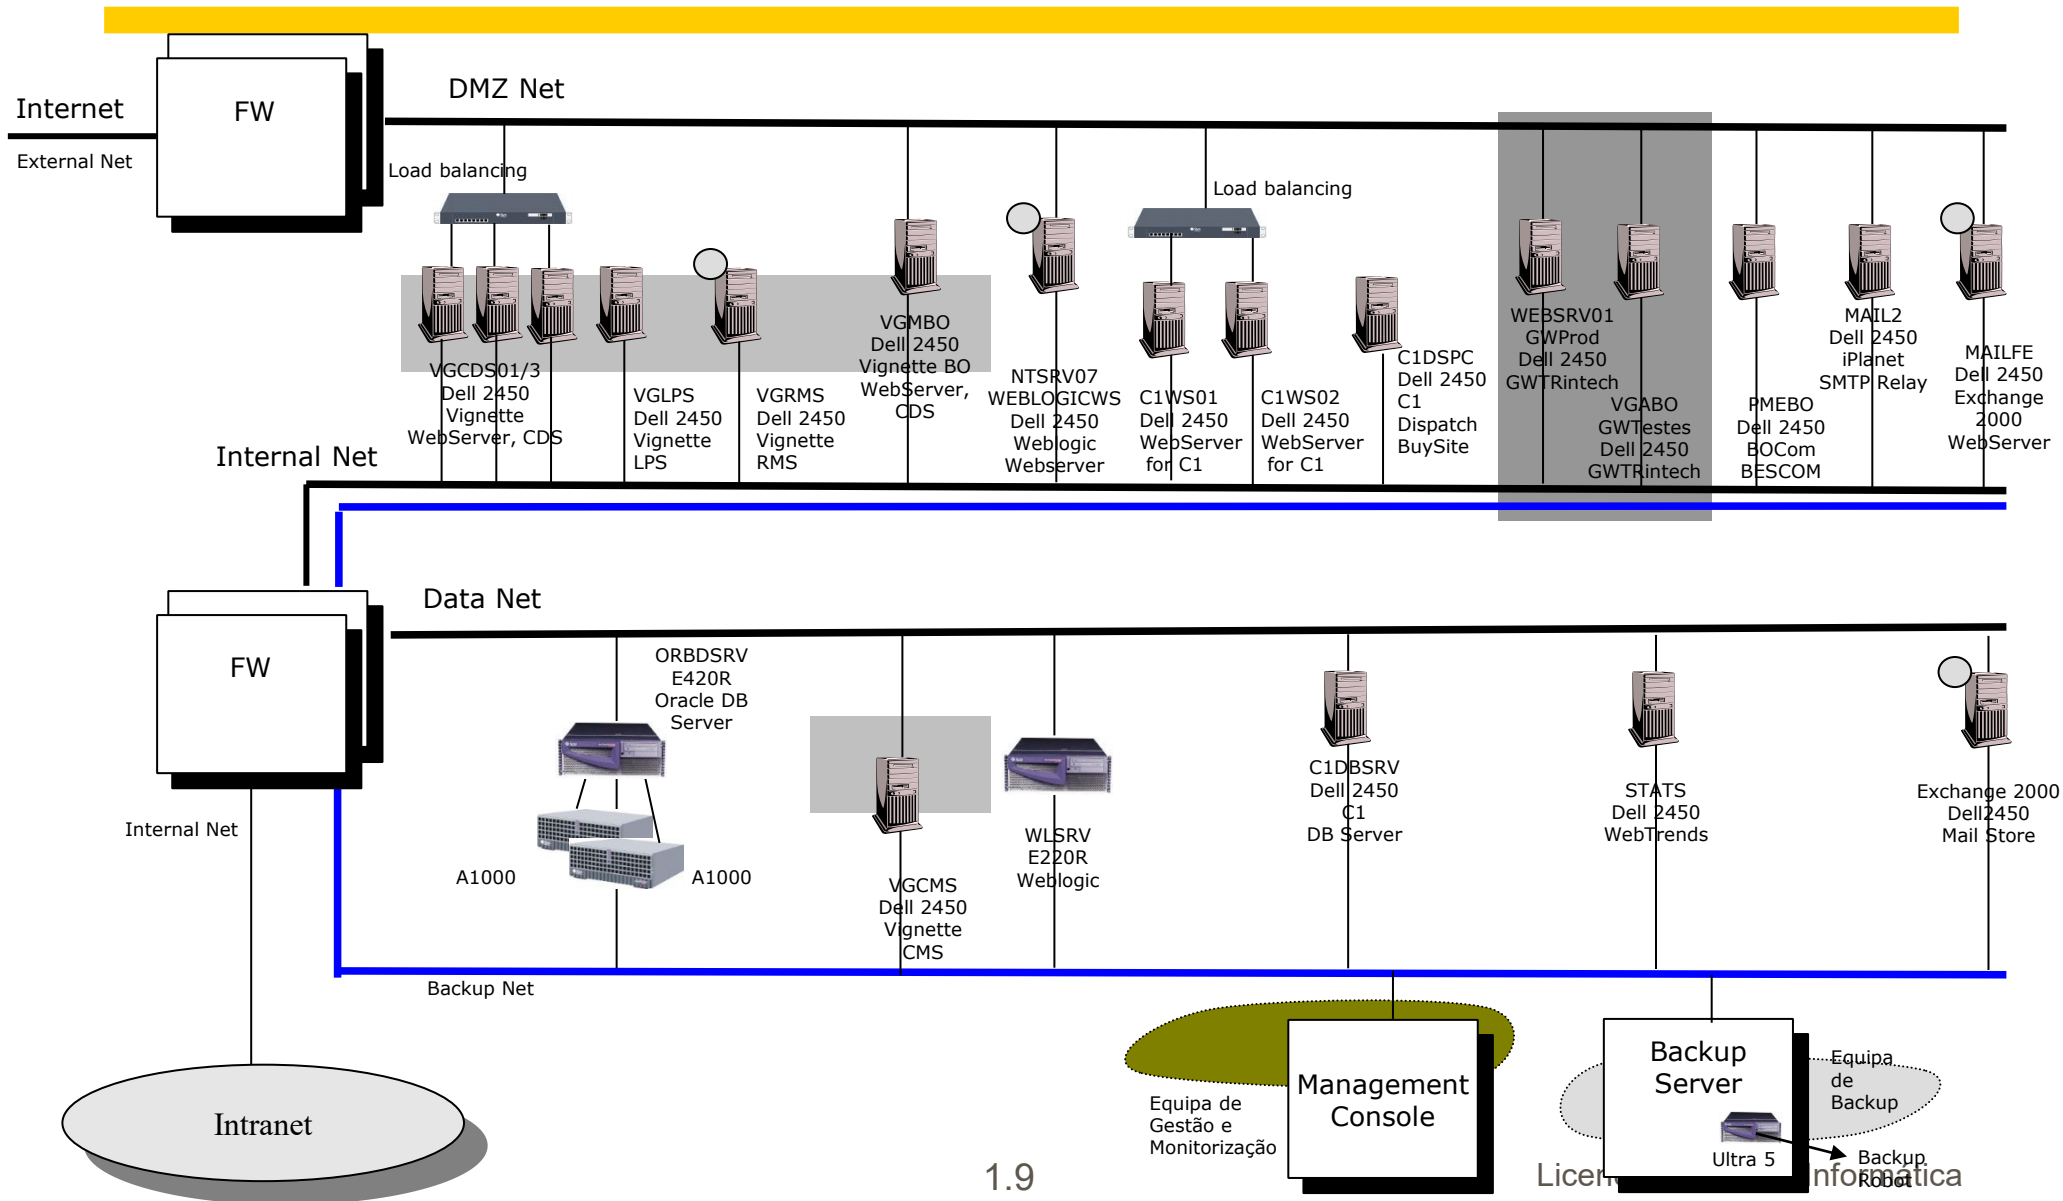 Internet
External Net
FW
DMZ Net
Load balancing
Load balancing
VGCDS01/3
Dell 2450
Vignette
WebServer, CDS
VGLPS
Dell 2450
Vignette
LPS
VGRMS
Dell 2450
Vignette
RMS
VGMBO
Dell 2450
Vignette BO
WebServer,
CDS
NTSRV07
WEBLOGICWS
Dell 2450
Weblogic
Webserver
C1WS01
Dell 2450
WebServer
for C1
C1WS02
Dell 2450
WebServer
for C1
C1DSPC
Dell 2450
C1
Dispatch
BuySite
WEBSRV01
GWProd
Dell 2450
GWTRintech
VGABO
GWTestes
Dell 2450
GWTRintech
PMEBO
Dell 2450
BOCom
BESCOM
MAIL2
Dell 2450
iPlanet
SMTP Relay
MAILFE
Dell 2450
Exchange
2000
WebServer
Internal Net
FW
Data Net
ORBDSRV
E420R
Oracle DB
Server
A1000
A1000
VGCMS
Dell 2450
Vignette
CMS
WLSRV
E220R
Weblogic
C1DBSRV
Dell 2450
C1
DB Server
STATS
Dell 2450
WebTrends
Exchange 2000
Dell2450
Mail Store
Internal Net
Backup Net
Intranet
Equipa de
Gestão e
Monitorização
Management
Console
Backup
Server
Ultra 5
Equipa
de
Backup
Backup
Robot
1.9